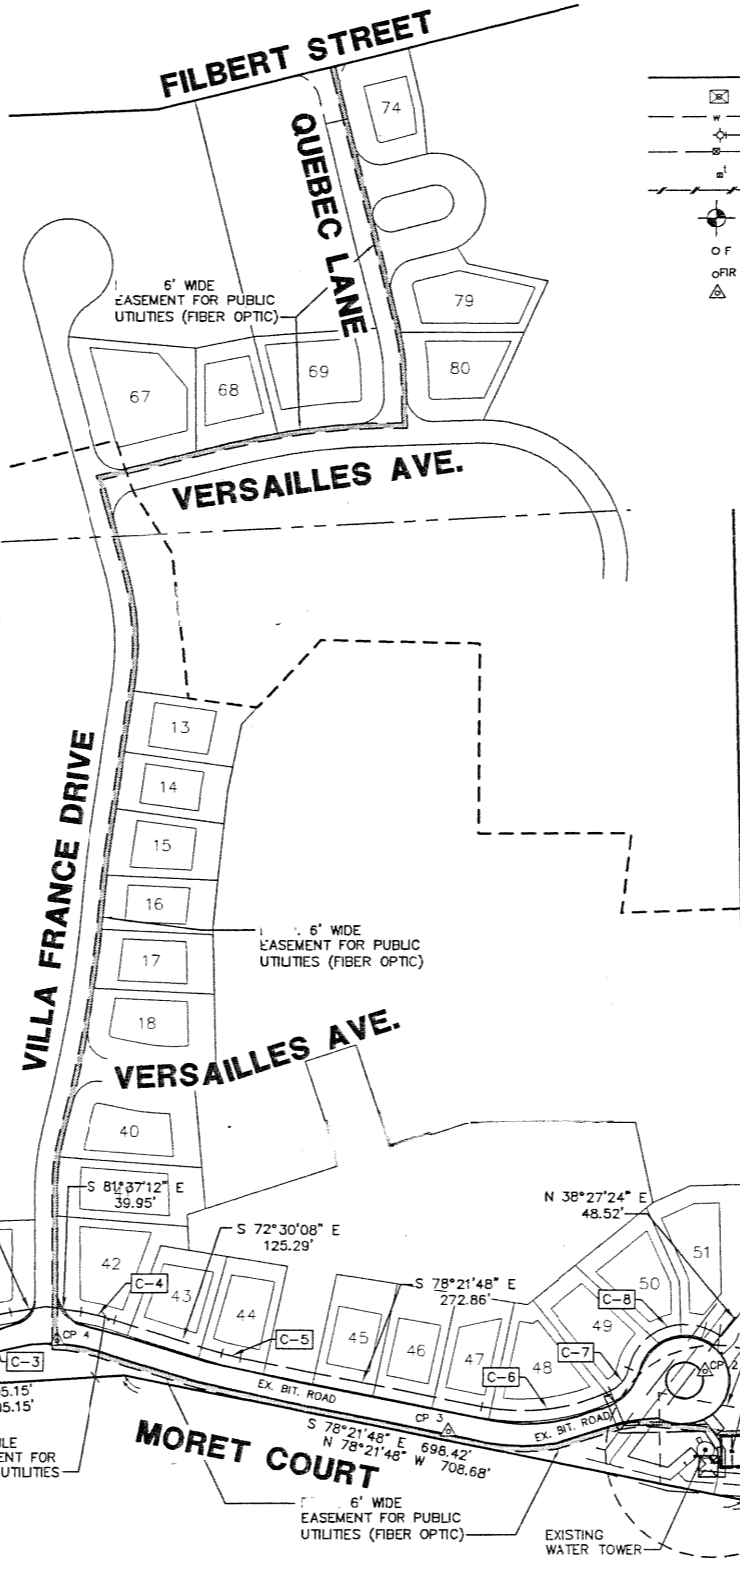 FILBERT STREET
74
QUEBEC LANE
W
F
FIR
6' WIDE
EASEMENT FOR PUBLIC
UTILITIES (FIBER OPTIC)
79
67
68
69
80
VERSAILLES AVE.
13
14
15
16
17
18
VILLA FRANCE DRIVE
6' WIDE
EASEMENT FOR PUBLIC
UTILITIES (FIBER OPTIC)
VERSAILLES AVE.
40
S 81°37'12" E
39.95'
N 38°27'24" E
48.52'
S 72°30'08" E
125.29'
42
43
44
45
46
47
48
49
50
51
S 78°21'48" E
272.86'
C-4
C-5
C-6
C-7
C-8
CP 4
C-3
CP 3
CP 2
5.15'
5.15'
EX. BIT. ROAD
EX. BIT. ROAD
S 78°21'48" E 698.42'
N 78°21'48" W 708.68'
MORET COURT
ENT FOR
UTILITIES
6' WIDE
EASEMENT FOR PUBLIC
UTILITIES (FIBER OPTIC)
EXISTING
WATER TOWER